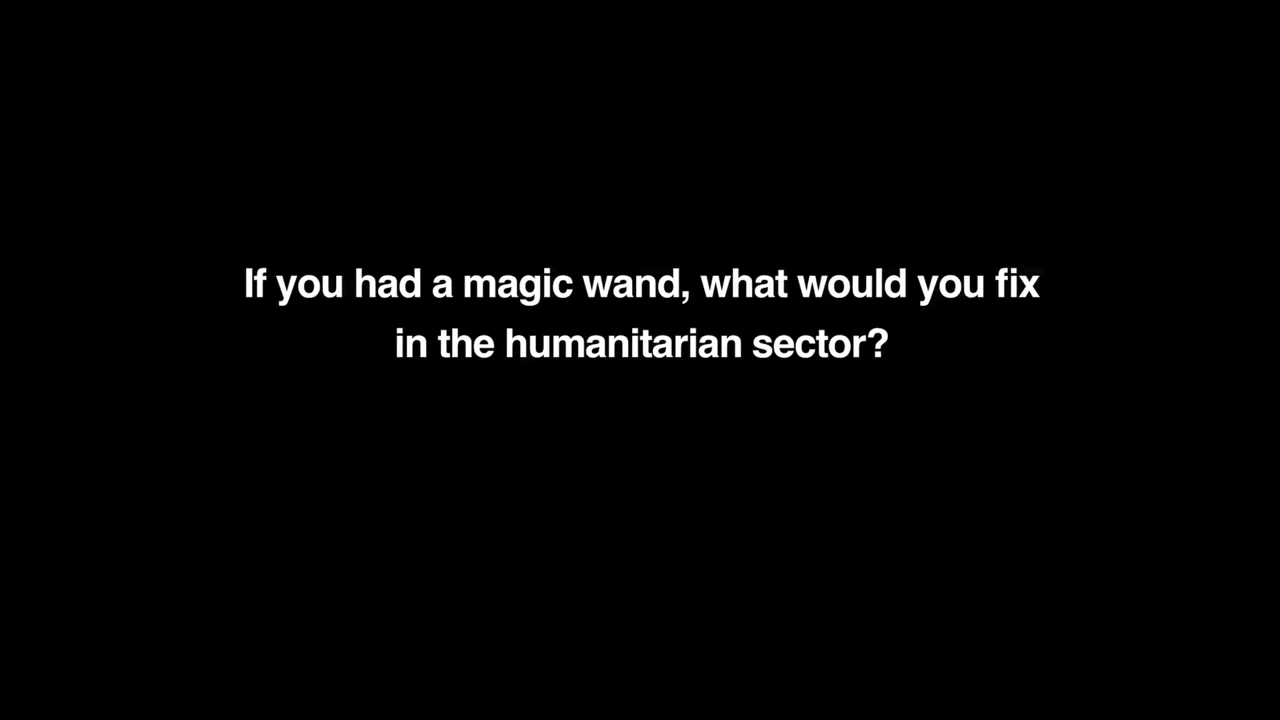 If you had a magic wand, what would you fix
in the humanitarian sector?